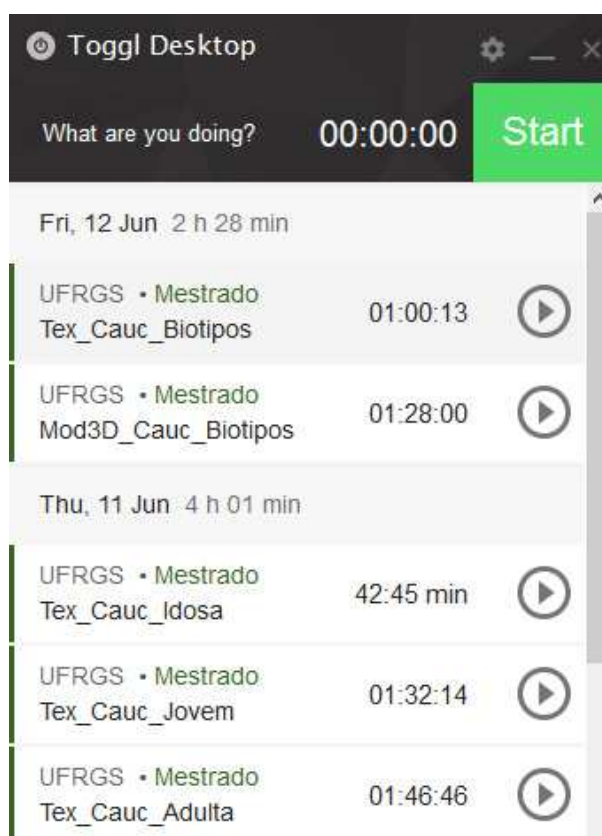 Toggl Desktop
What are you doing? 00:00:00 Start
Fri, 12 Jun 2 h 28 min
UFRGS • Mestrado
Tex_Cauc_Biotipos 01:00:13
UFRGS • Mestrado
Mod3D_Cauc_Biotipos 01:28:00
Thu, 11 Jun 4 h 01 min
UFRGS • Mestrado
Tex_Cauc_Idosa 42:45 min
UFRGS • Mestrado
Tex_Cauc_Jovem 01:32:14
UFRGS • Mestrado
Tex_Cauc_Adulta 01:46:46